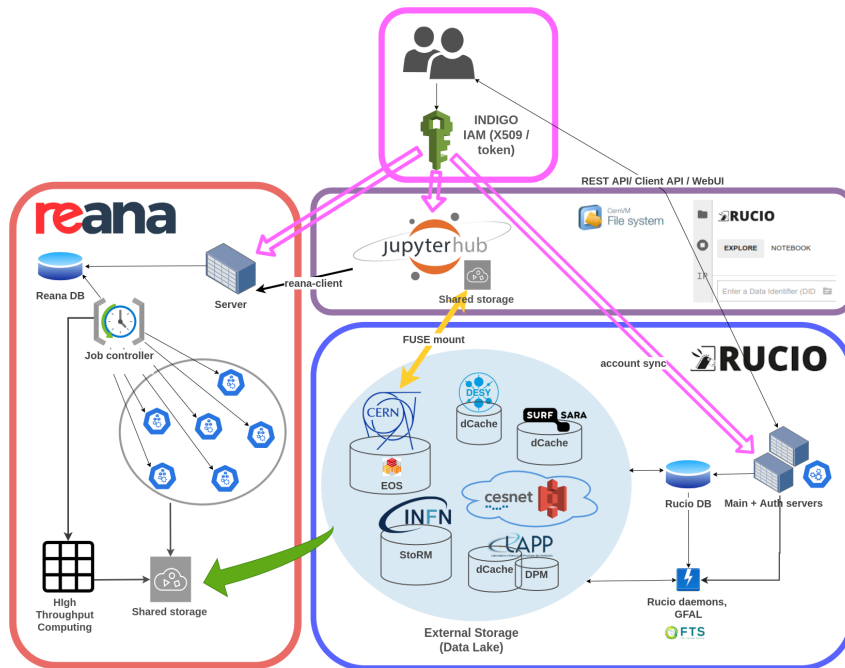 INDIGO
IAM (X509 /
token)
REST API/ Client API / WebUI
reana
Reana DB
Server
reana-client
Job controller
HIgh
Throughput
Computing
Shared storage
jupyterhub
Shared storage
CernVM
File system
RUCIO
EXPLORE NOTEBOOK
IP
Enter a Data Identifier (DID
FUSE mount
account sync
RUCIO
CERN
EOS
DESY
dCache
SURF SARA
dCache
cesnet
INFN
StoRM
LAPP
dCache
DPM
External Storage
(Data Lake)
Rucio DB
Main + Auth servers
Rucio daemons,
GFAL
FTS